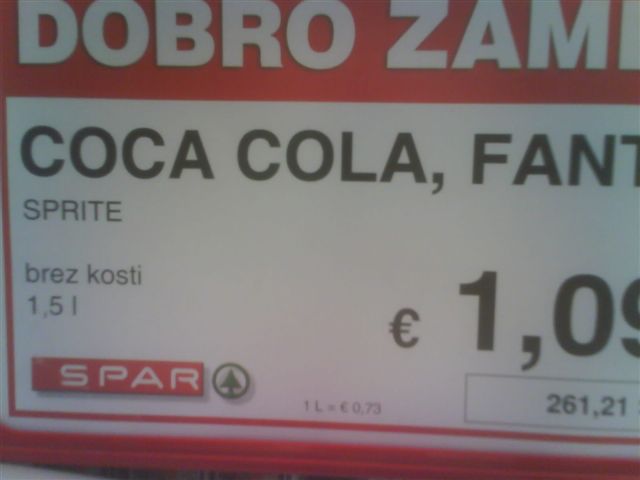 DOBRO ZAM
COCA COLA, FANT
SPRITE
brez kosti
1,5 l
€ 1,09
SPAR
1 L = € 0,73
261,21